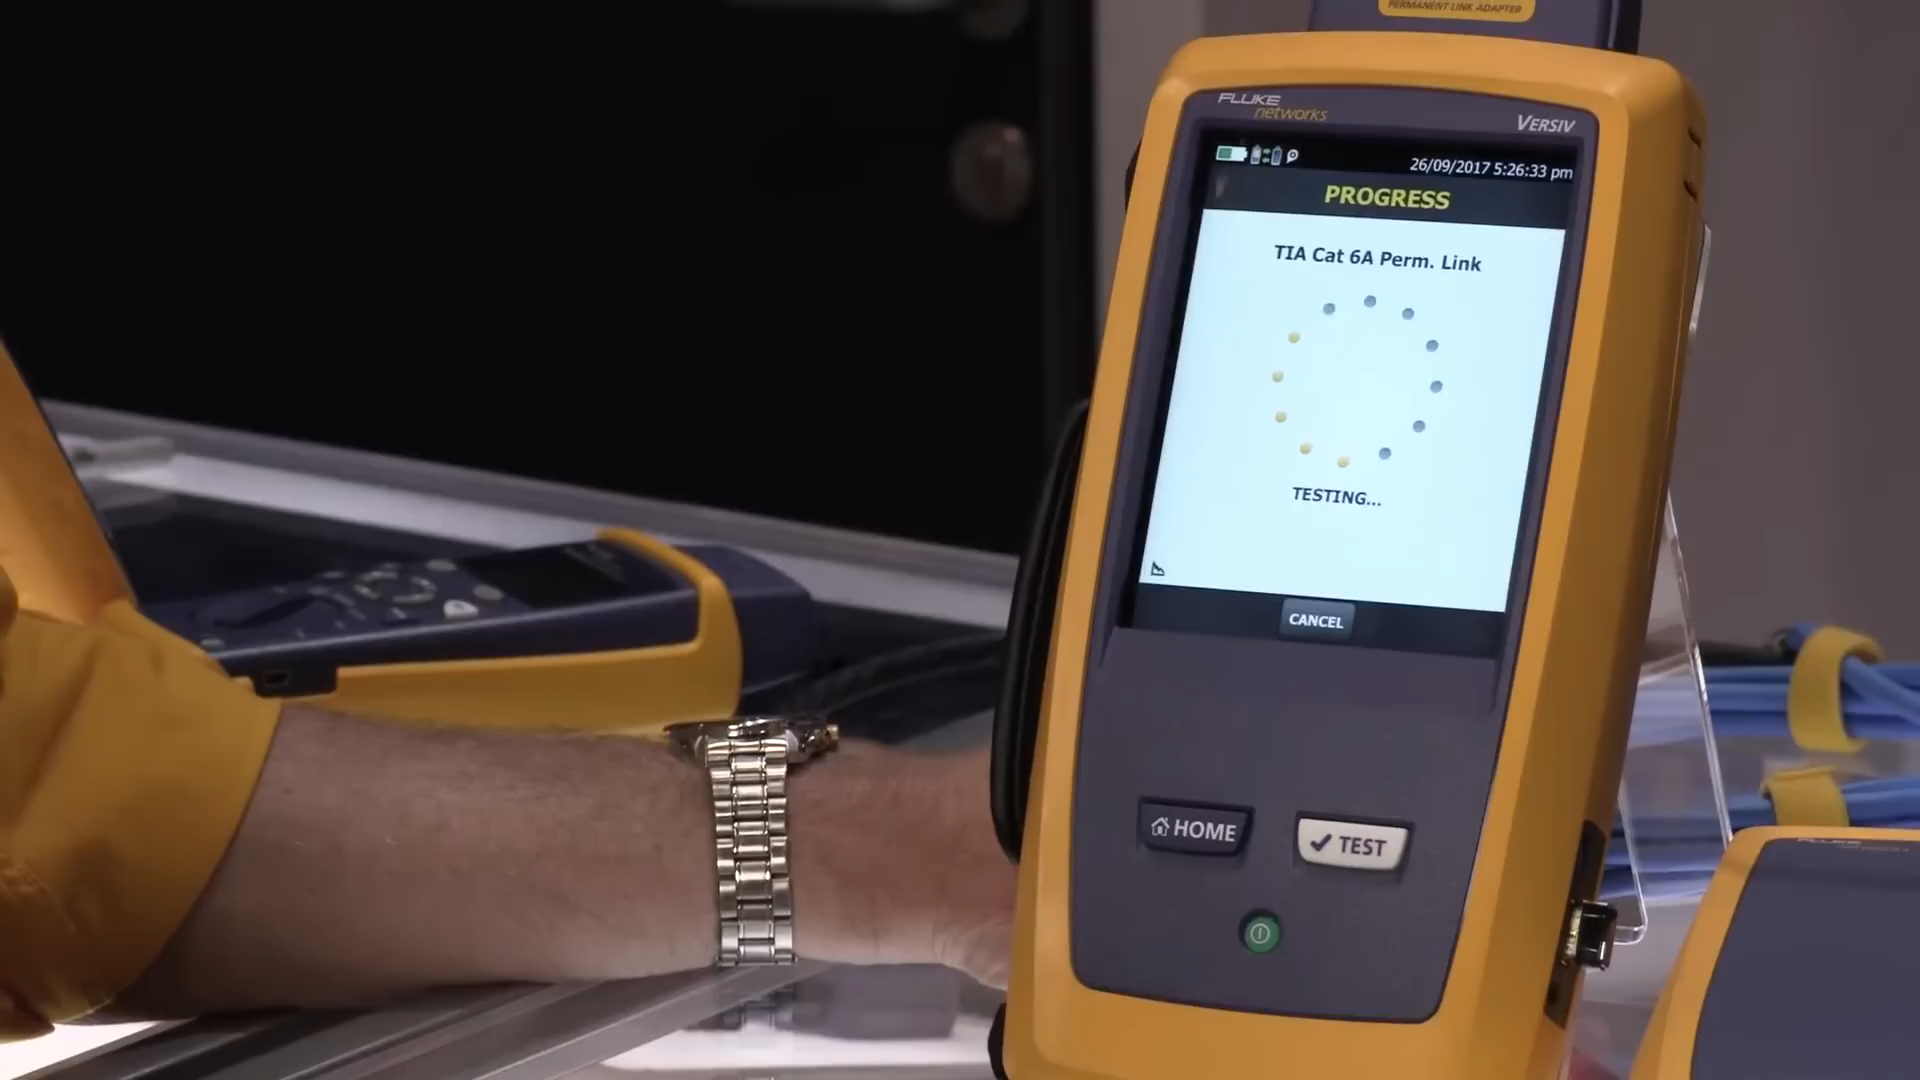 PERMANENT LINK ADAPTER
FLUKE
networks
VERSIV
26/09/2017 5:26:33 pm
PROGRESS
TIA Cat 6A Perm. Link
TESTING...
CANCEL
HOME
TEST
FLUKE